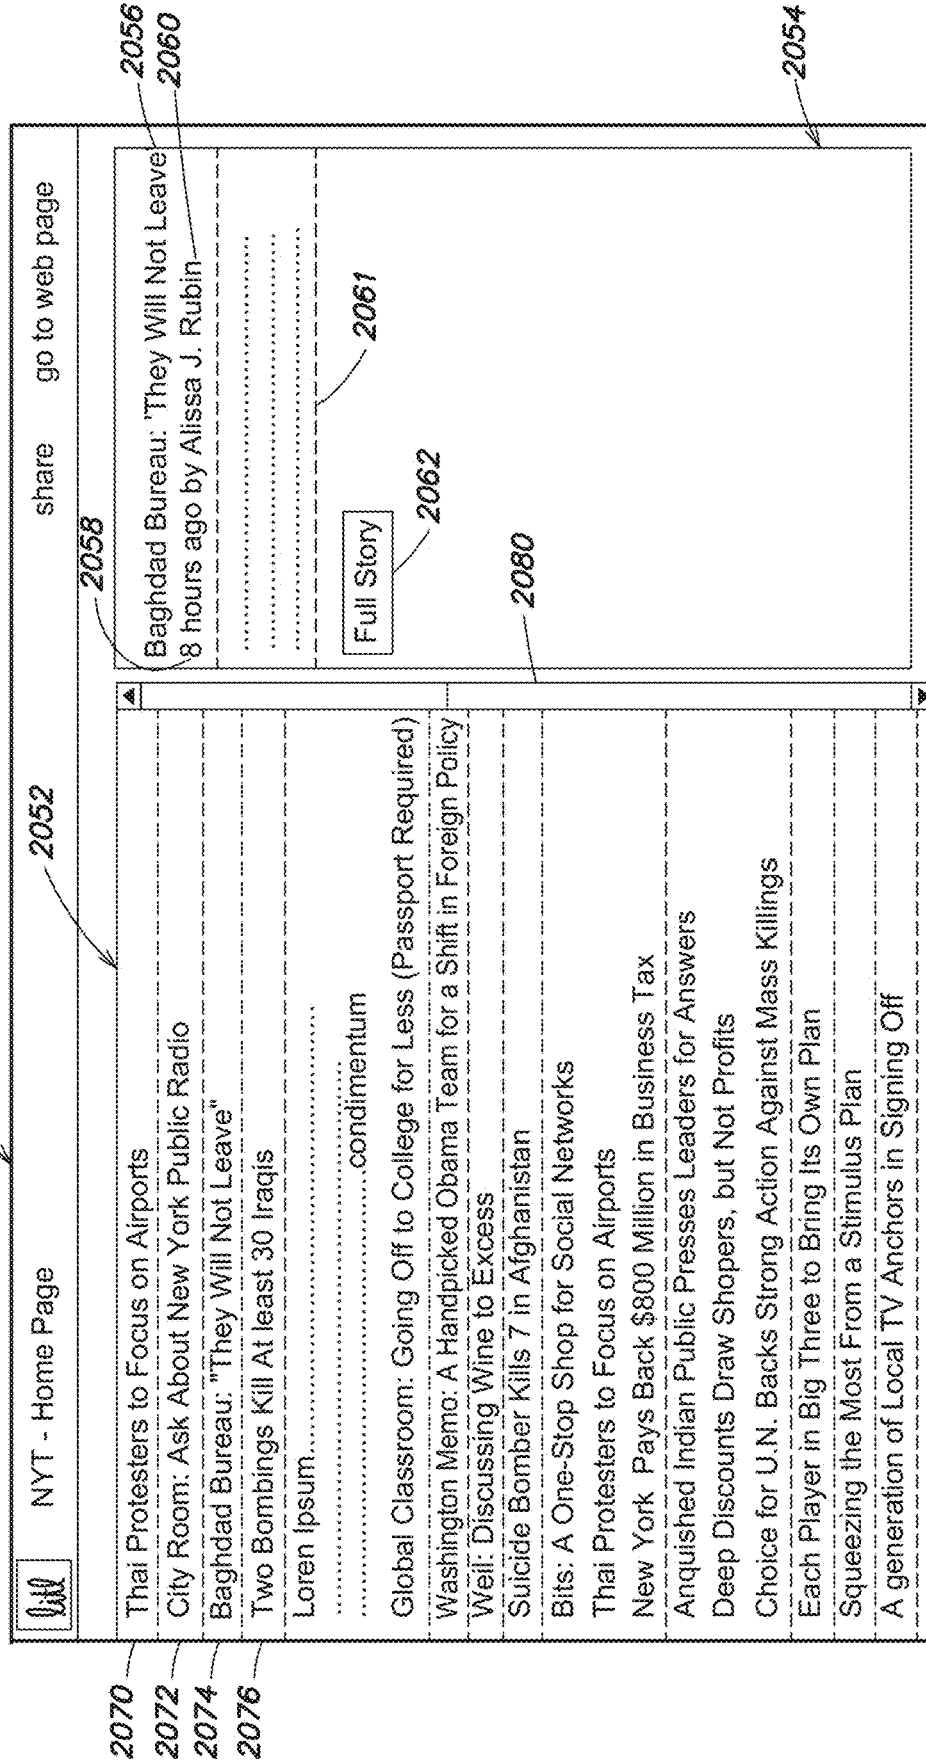 litl NYT - Home Page share go to web page
2052
2070 Thai Protesters to Focus on Airports
2072 City Room: Ask About New York Public Radio
2074 Baghdad Bureau: "They Will Not Leave"
2076 Two Bombings Kill At least 30 Iraqis
Loren Ipsum
condimentum
Global Classroom: Going Off to College for Less (Passport Required)
Washington Memo: A Handpicked Obama Team for a Shift in Foreign Policy
Well: Discussing Wine to Excess
Suicide Bomber Kills 7 in Afghanistan
Bits: A One-Stop Shop for Social Networks
Thai Protesters to Focus on Airports
New York Pays Back $800 Million in Business Tax
Anquished Indian Public Presses Leaders for Answers
Deep Discounts Draw Shopers, but Not Profits
Choice for U.N. Backs Strong Action Against Mass Killings
Each Player in Big Three to Bring Its Own Plan
Squeezing the Most From a Stimulus Plan
A generation of Local TV Anchors in Signing Off
2058
Baghdad Bureau: 'They Will Not Leave 2056
8 hours ago by Alissa J. Rubin 2060
2061
Full Story
2062
2080
2054